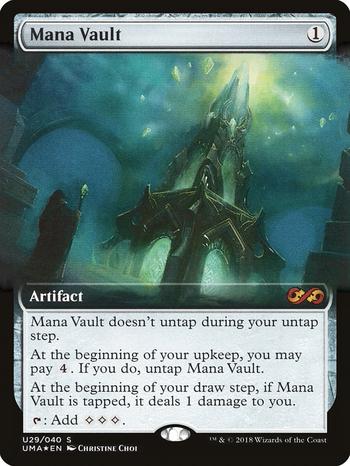 Mana Vault 1
Artifact
Mana Vault doesn't untap during your untap
step.
At the beginning of your upkeep, you may
pay 4. If you do, untap Mana Vault.
At the beginning of your draw step, if Mana
Vault is tapped, it deals 1 damage to you.
: Add .
U29/040 S
UMA★EN Christine Choi
™ & © 2018 Wizards of the Coast